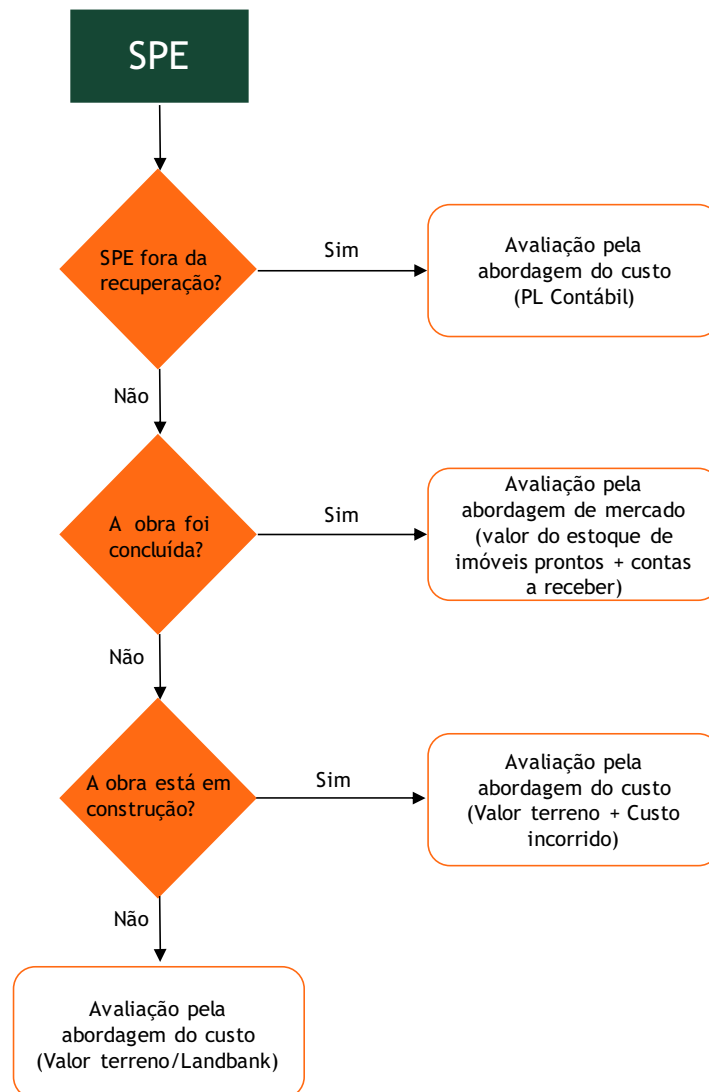 SPE
SPE fora da
recuperação?
Sim
Avaliação pela
abordagem do custo
(PL Contábil)
Não
A obra foi
concluída?
Sim
Avaliação pela
abordagem de mercado
(valor do estoque de
imóveis prontos + contas
a receber)
Não
A obra está em
construção?
Sim
Avaliação pela
abordagem do custo
(Valor terreno + Custo
incorrido)
Não
Avaliação pela
abordagem do custo
(Valor terreno/Landbank)